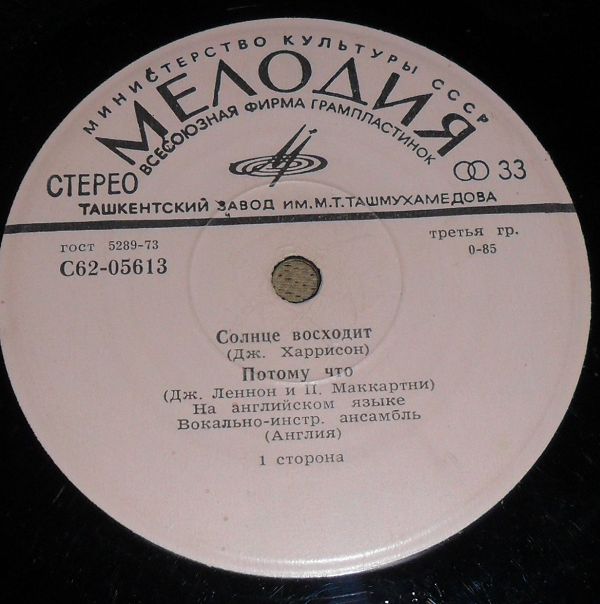 МИНИСТЕРСТВО КУЛЬТУРЫ СССР
МЕЛОДИЯ
ВСЕСОЮЗНАЯ ФИРМА ГРАМПЛАСТИНОК
СТЕРЕО
33
ТАШКЕНТСКИЙ ЗАВОД ИМ.М.Т.ТАШМУХАМЕДОВА
гост 5289-73
третья гр.
С62-05613
0-85
Солнце восходит
(Дж. Харрисон)
Потому что
(Дж. Леннон и П. Маккартни)
На английском языке
Вокально-инстр. ансамбль
(Англия)
1 сторона